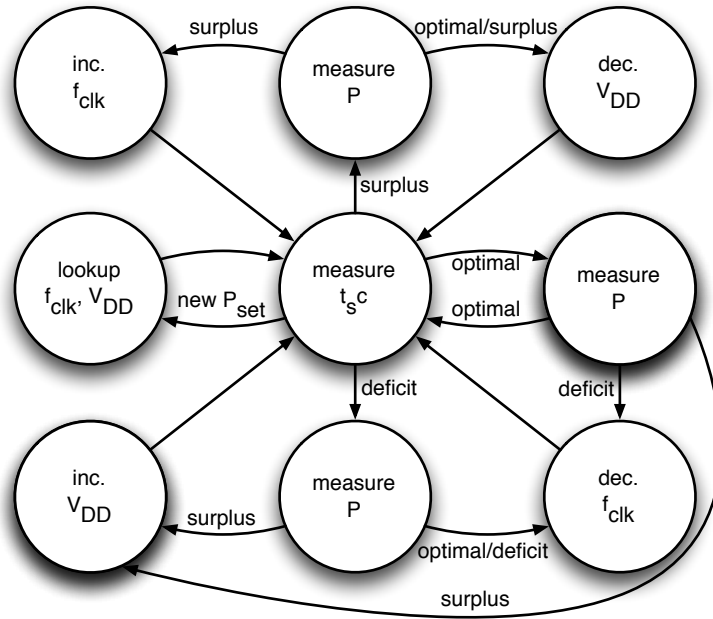 surplus
optimal/surplus
inc.
f_clk
measure
P
dec.
V_DD
surplus
lookup
f_clk, V_DD
measure
t_sc
optimal
measure
P
new P_set
optimal
deficit
deficit
inc.
V_DD
measure
P
dec.
f_clk
surplus
optimal/deficit
surplus